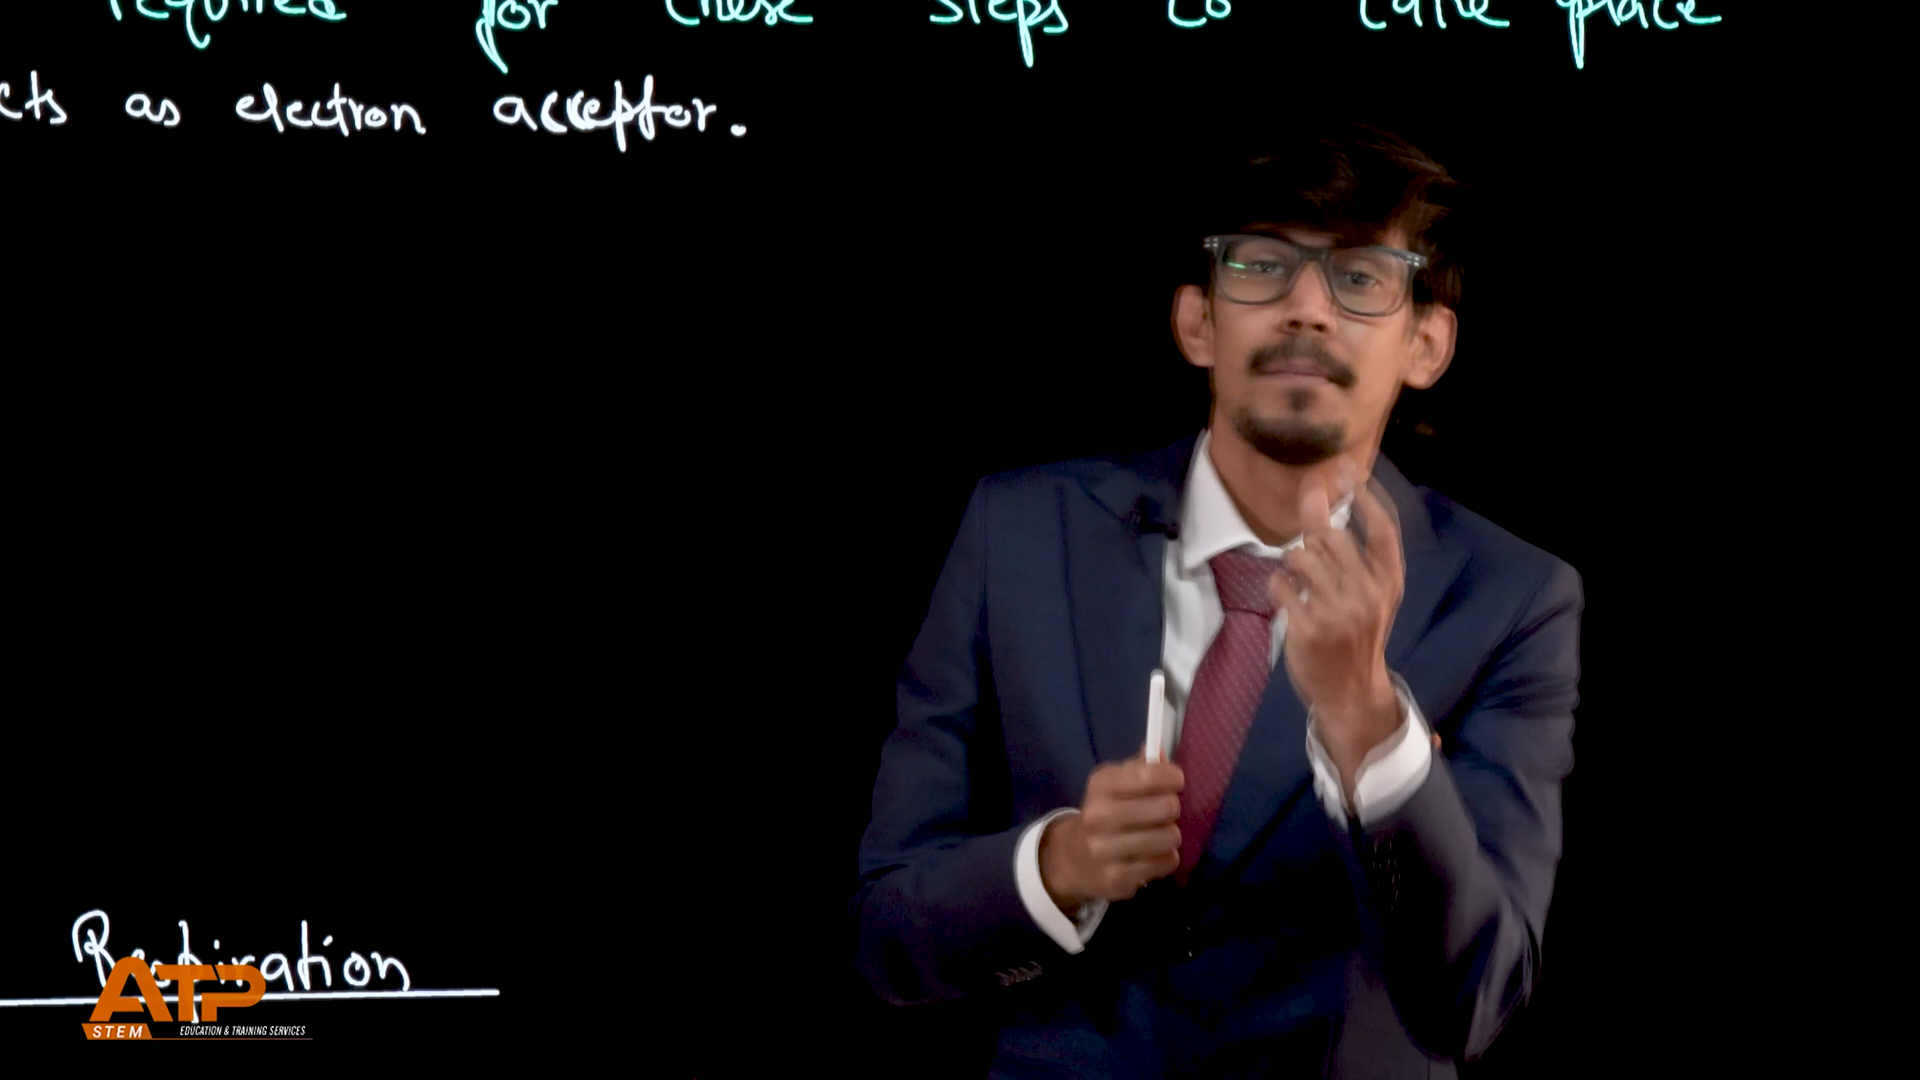 required for these steps to take place
cts as electron acceptor.
Respiration
ATP
STEM EDUCATION & TRAINING SERVICES